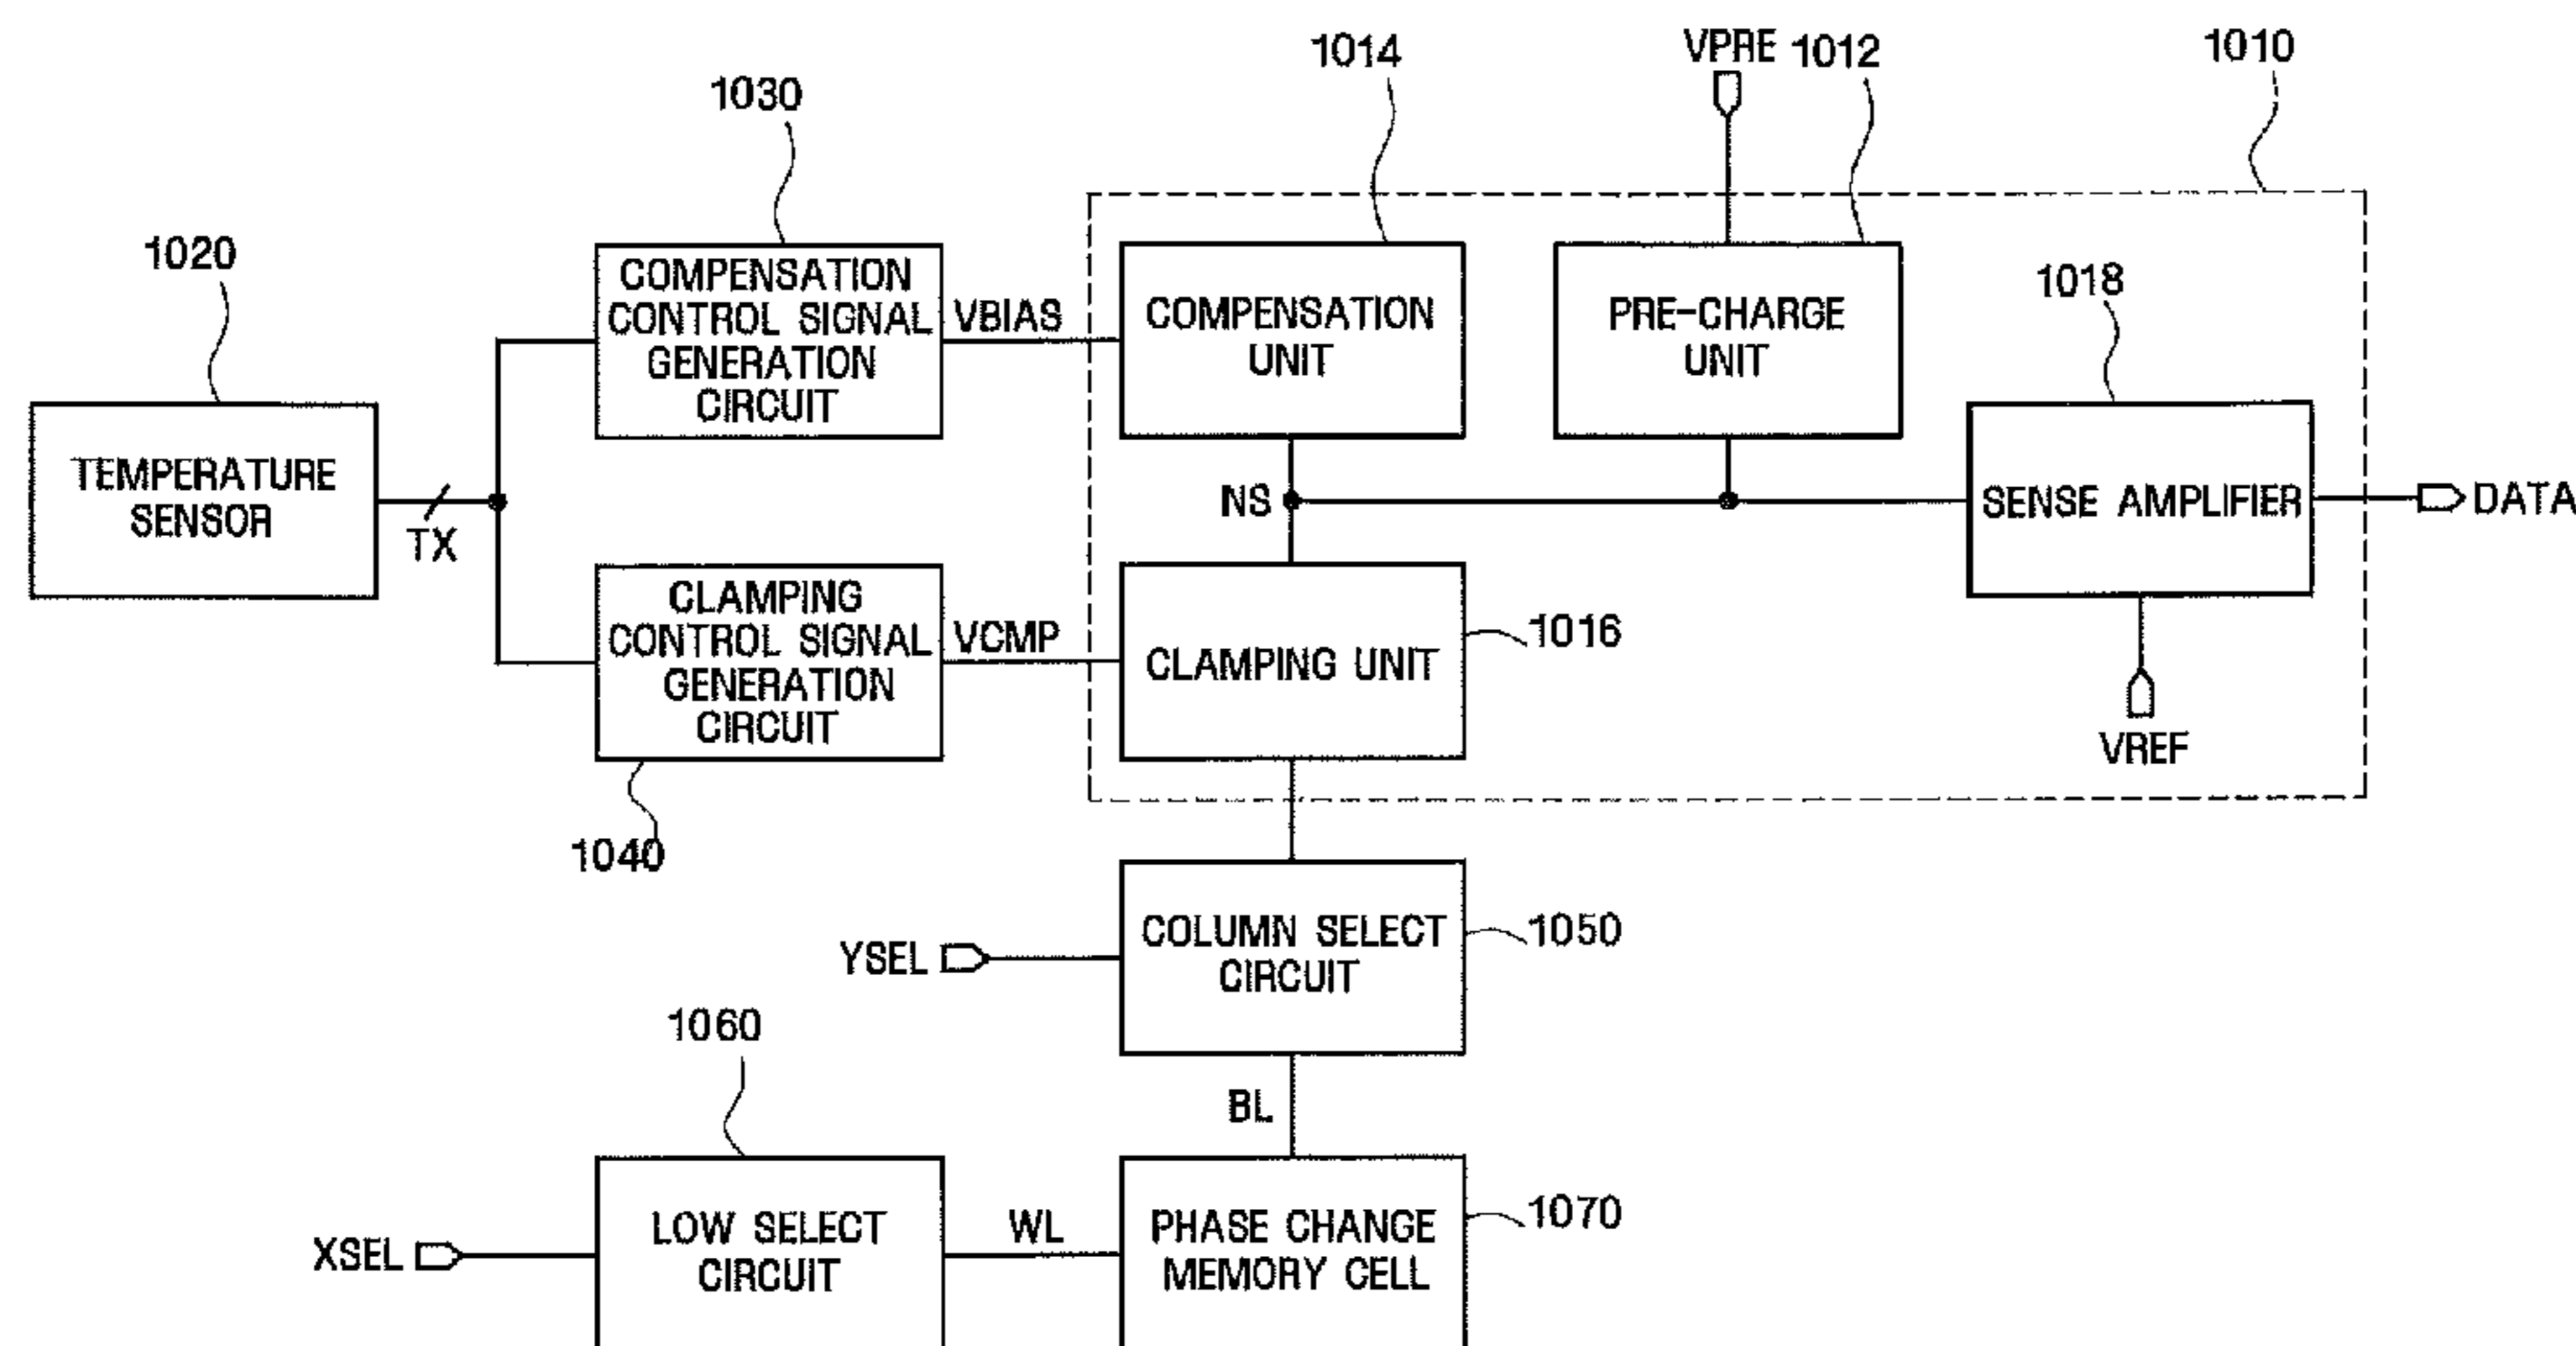 1014
VPRE 1012
1010
1030
1020
COMPENSATION
CONTROL SIGNAL
GENERATION
CIRCUIT
VBIAS
COMPENSATION
UNIT
PRE-CHARGE
UNIT
1018
TEMPERATURE
SENSOR
TX
NS
SENSE AMPLIFIER
DATA
CLAMPING
CONTROL SIGNAL
GENERATION
CIRCUIT
VCMP
CLAMPING UNIT
1016
VREF
1040
YSEL
COLUMN SELECT
CIRCUIT
1050
1060
BL
XSEL
LOW SELECT
CIRCUIT
WL
PHASE CHANGE
MEMORY CELL
1070